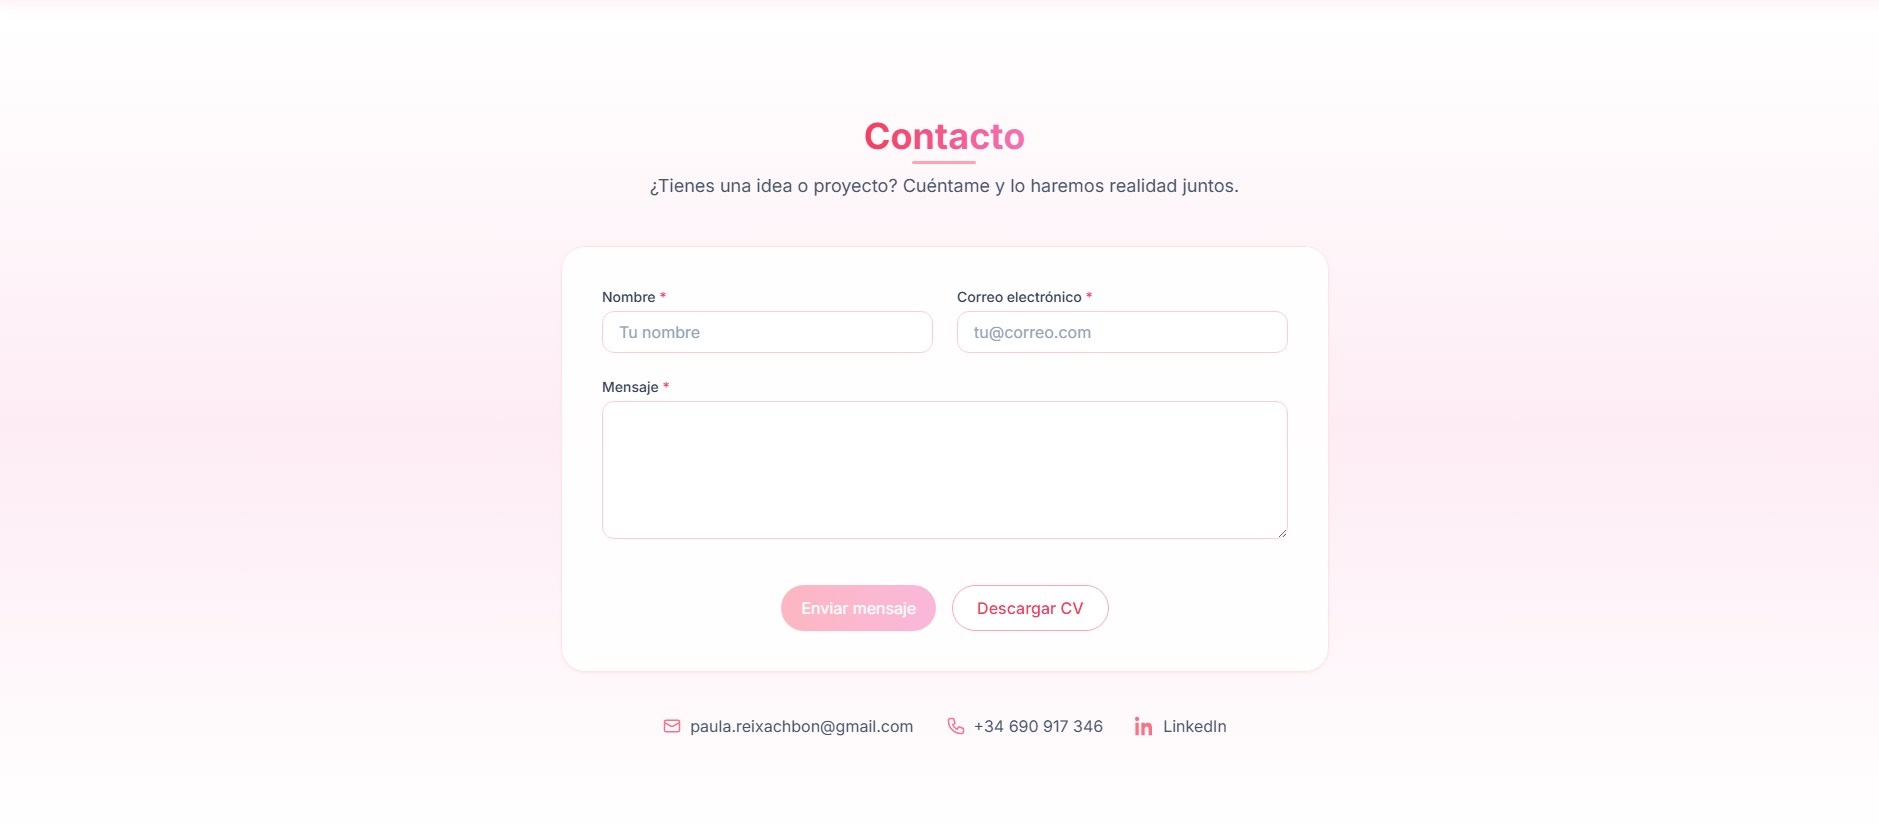 Contacto
¿Tienes una idea o proyecto? Cuéntame y lo haremos realidad juntos.
Nombre *
Correo electrónico *
Tu nombre
tu@correo.com
Mensaje *
Enviar mensaje
Descargar CV
paula.reixachbon@gmail.com
+34 690 917 346
LinkedIn